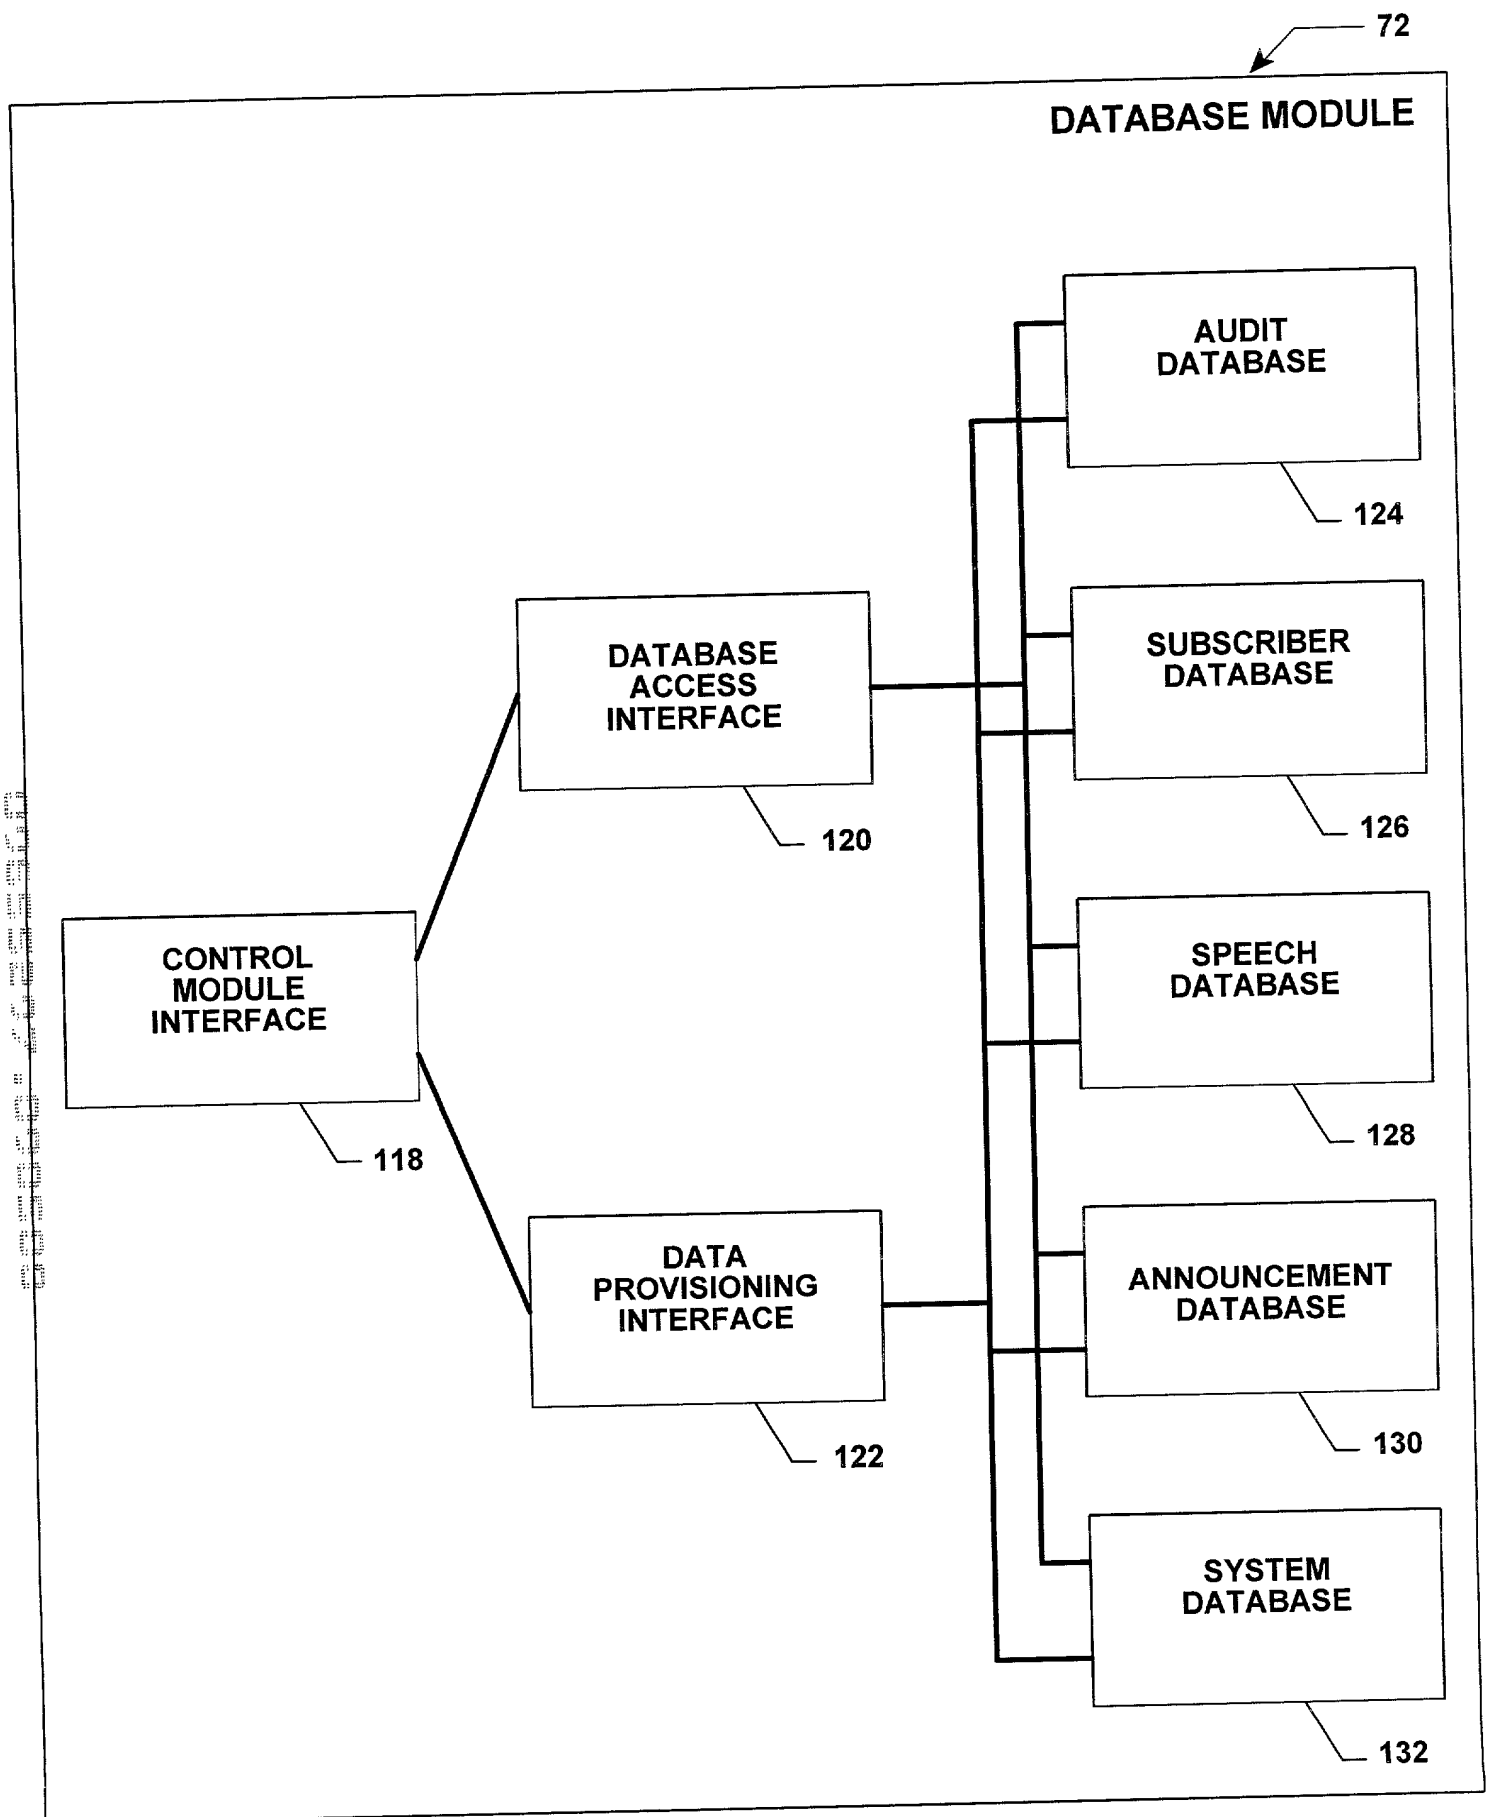 72
DATABASE MODULE
AUDIT
DATABASE
124
SUBSCRIBER
DATABASE
126
DATABASE
ACCESS
INTERFACE
120
SPEECH
DATABASE
128
CONTROL
MODULE
INTERFACE
118
DATA
PROVISIONING
INTERFACE
122
ANNOUNCEMENT
DATABASE
130
SYSTEM
DATABASE
132